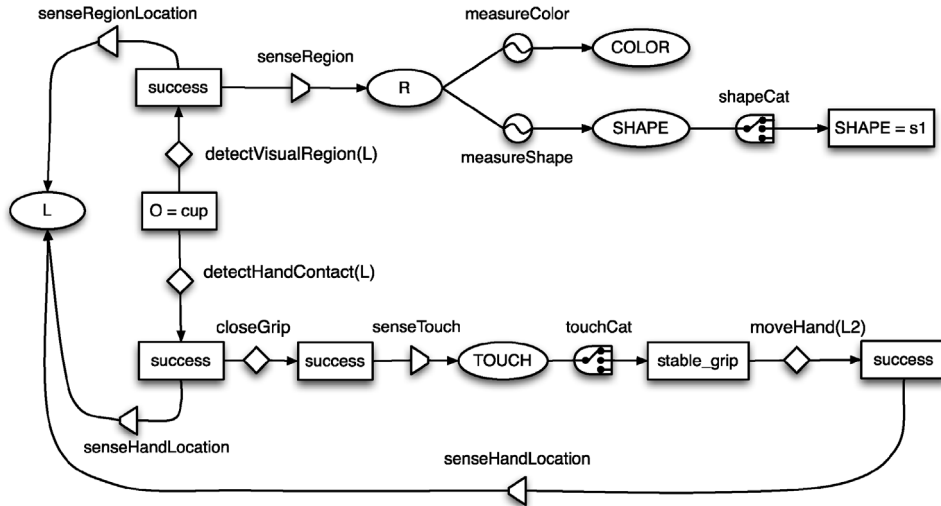 senseRegionLocation
measureColor
senseRegion
COLOR
success
R
shapeCat
SHAPE
SHAPE = s1
detectVisualRegion(L)
measureShape
L
O = cup
detectHandContact(L)
closeGrip
senseTouch
touchCat
moveHand(L2)
success
success
TOUCH
stable_grip
success
senseHandLocation
senseHandLocation